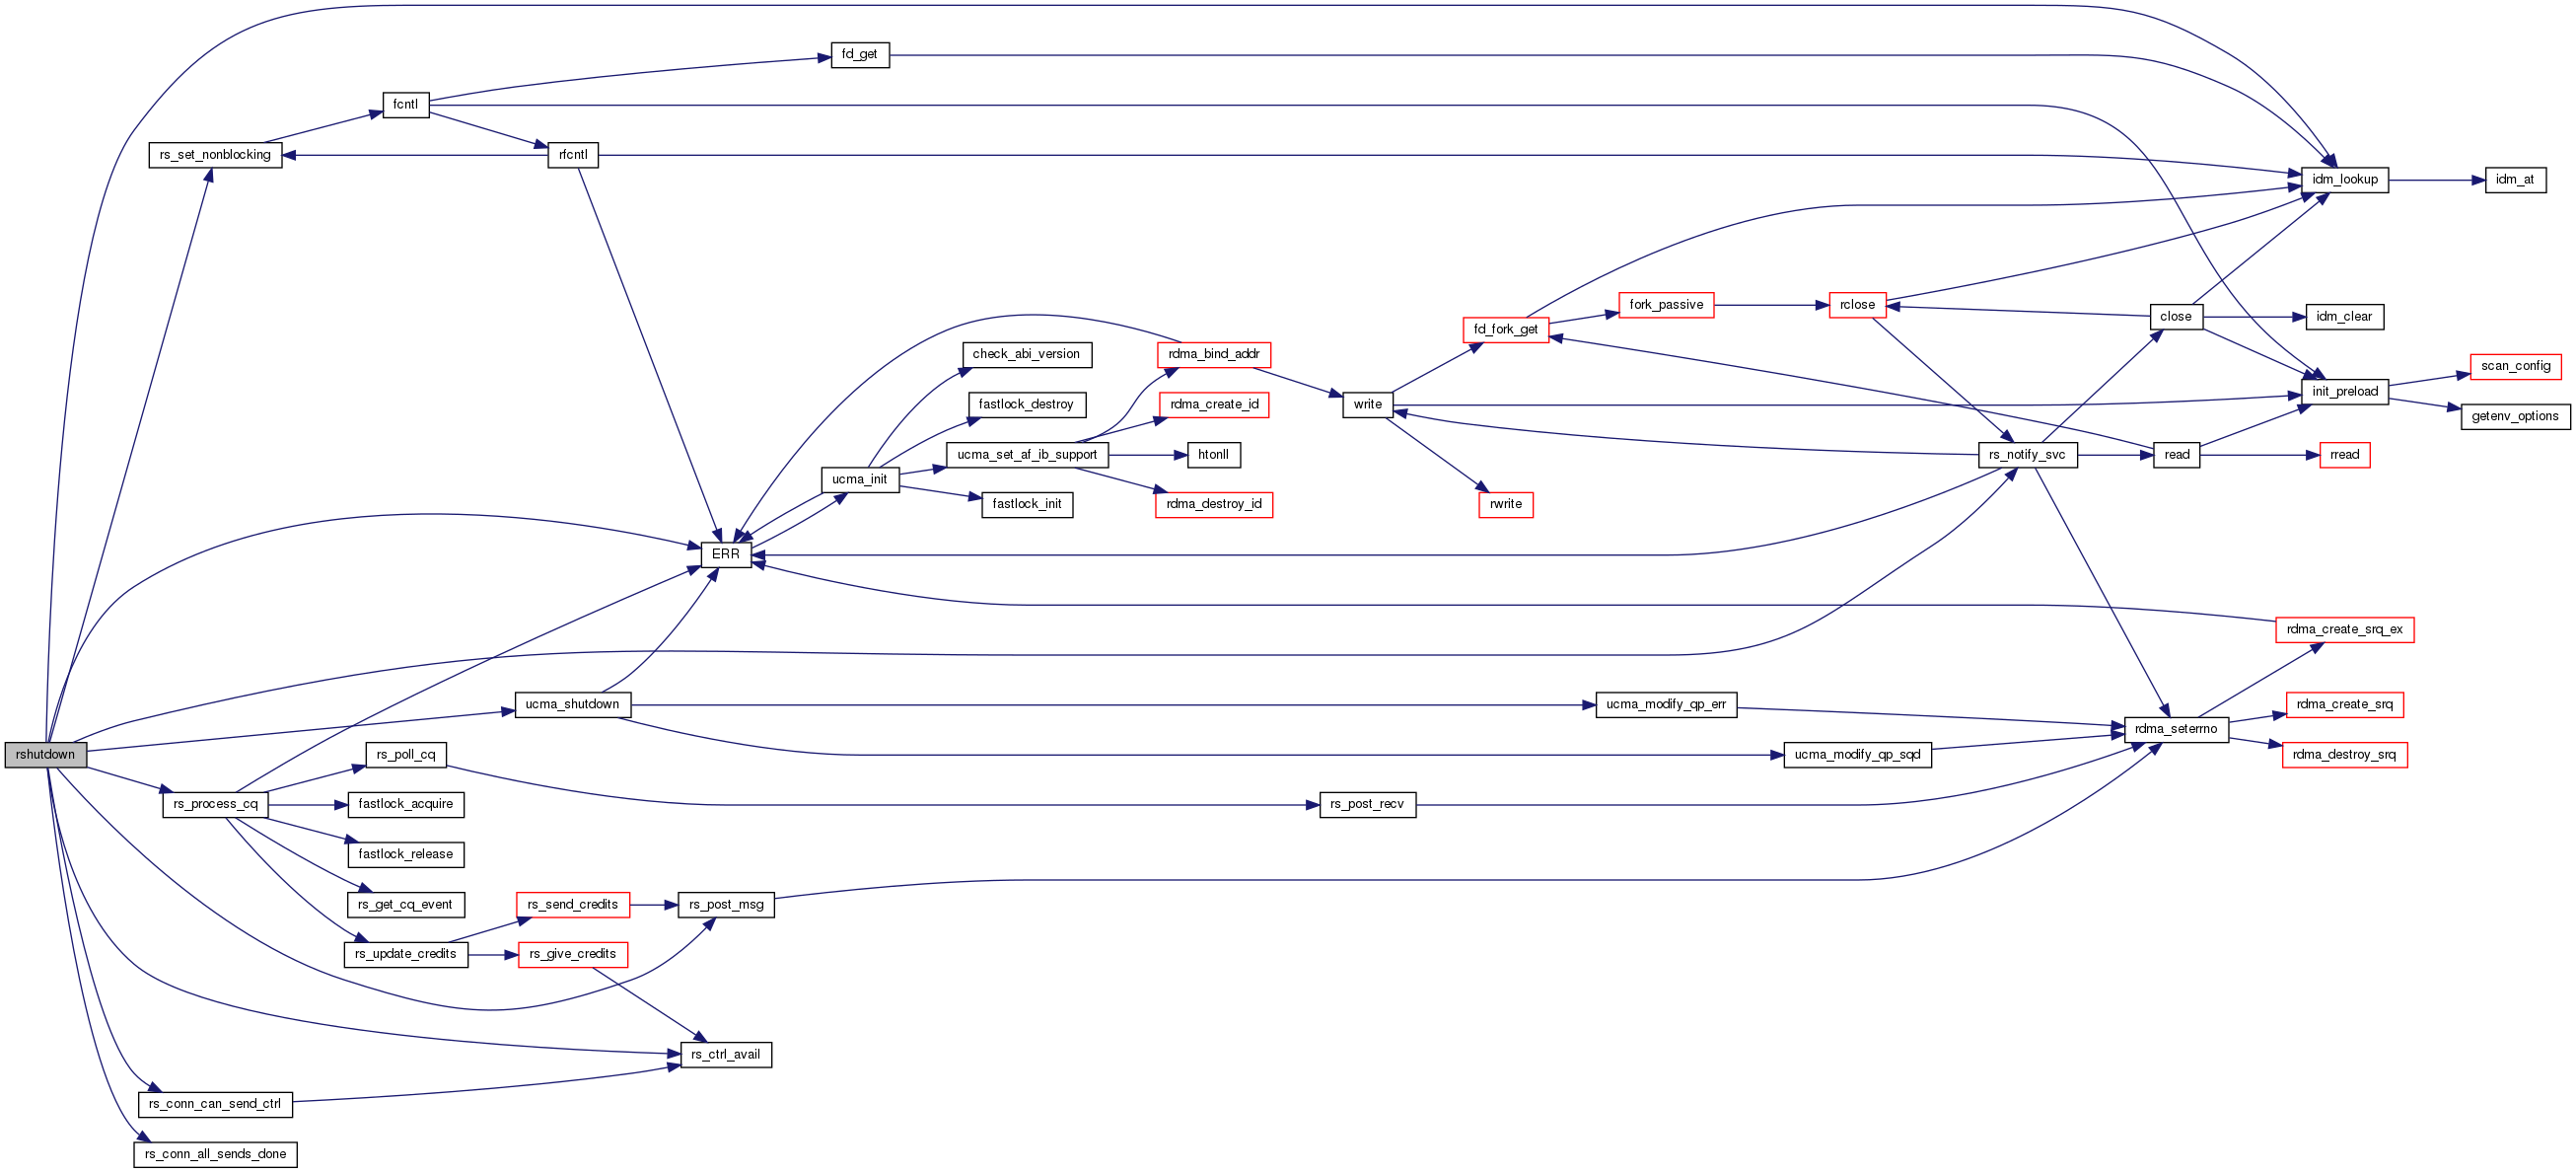 fd_get
fcntl
rs_set_nonblocking
rfcntl
idm_lookup
idm_at
fork_passive
rclose
close
idm_clear
fd_fork_get
check_abi_version
rdma_bind_addr
scan_config
init_preload
getenv_options
fastlock_destroy
rdma_create_id
write
ucma_set_af_ib_support
htonll
rs_notify_svc
read
rread
ucma_init
fastlock_init
rdma_destroy_id
rwrite
ERR
rdma_create_srq_ex
ucma_shutdown
ucma_modify_qp_err
rdma_create_srq
rdma_seterrno
rshutdown
rs_poll_cq
ucma_modify_qp_sqd
rdma_destroy_srq
rs_process_cq
fastlock_acquire
rs_post_recv
fastlock_release
rs_get_cq_event
rs_send_credits
rs_post_msg
rs_update_credits
rs_give_credits
rs_ctrl_avail
rs_conn_can_send_ctrl
rs_conn_all_sends_done